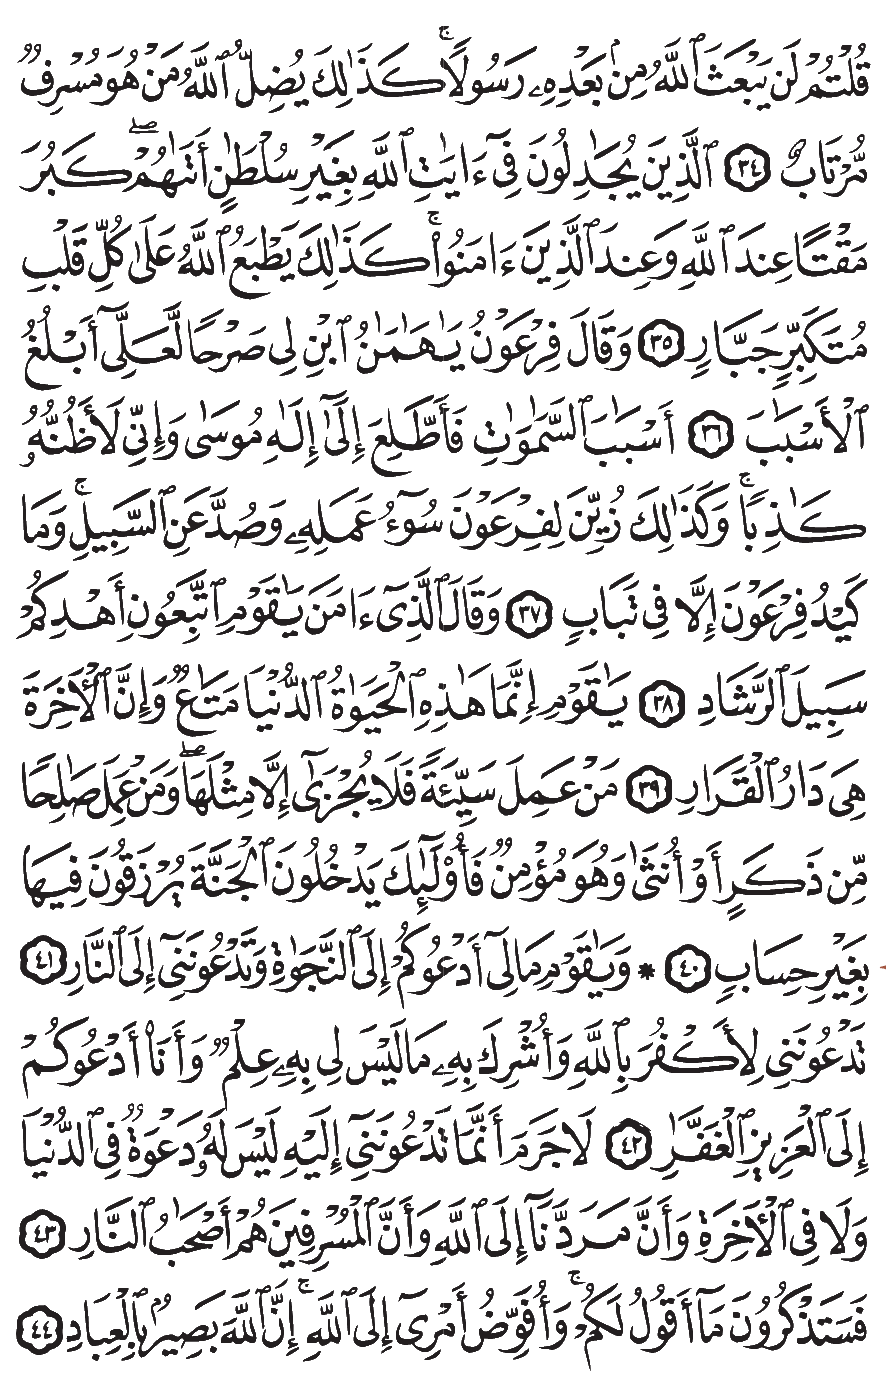 قُلْتُمْ لَن يَبْعَثَ ٱللَّهُ مِنۢ بَعْدِهِۦ رَسُولًاۚ كَذَٰلِكَ يُضِلُّ ٱللَّهُ مَنْ هُوَ مُسْرِفٌ
مُّرْتَابٌ ٣٤ ٱلَّذِينَ يُجَٰدِلُونَ فِىٓ ءَايَٰتِ ٱللَّهِ بِغَيْرِ سُلْطَٰنٍ أَتَىٰهُمْۖ كَبُرَ
مَقْتًا عِندَ ٱللَّهِ وَعِندَ ٱلَّذِينَ ءَامَنُوا۟ۚ كَذَٰلِكَ يَطْبَعُ ٱللَّهُ عَلَىٰ كُلِّ قَلْبِ
مُتَكَبِّرٍ جَبَّارٍ ٣٥ وَقَالَ فِرْعَوْنُ يَٰهَٰمَٰنُ ٱبْنِ لِى صَرْحًا لَّعَلِّىٓ أَبْلُغُ
ٱلْأَسْبَٰبَ ٣٦ أَسْبَٰبَ ٱلسَّمَٰوَٰتِ فَأَطَّلِعَ إِلَىٰٓ إِلَٰهِ مُوسَىٰ وَإِنِّى لَأَظُنُّهُۥ
كَٰذِبًاۚ وَكَذَٰلِكَ زُيِّنَ لِفِرْعَوْنَ سُوٓءُ عَمَلِهِۦ وَصُدَّ عَنِ ٱلسَّبِيلِۚ وَمَا
كَيْدُ فِرْعَوْنَ إِلَّا فِى تَبَابٍ ٣٧ وَقَالَ ٱلَّذِىٓ ءَامَنَ يَٰقَوْمِ ٱتَّبِعُونِ أَهْدِكُمْ
سَبِيلَ ٱلرَّشَادِ ٣٨ يَٰقَوْمِ إِنَّمَا هَٰذِهِ ٱلْحَيَوٰةُ ٱلدُّنْيَا مَتَٰعٌ وَإِنَّ ٱلْءَاخِرَةَ
هِىَ دَارُ ٱلْقَرَارِ ٣٩ مَنْ عَمِلَ سَيِّئَةً فَلَا يُجْزَىٰٓ إِلَّا مِثْلَهَاۖ وَمَنْ عَمِلَ صَٰلِحًا
مِّن ذَكَرٍ أَوْ أُنثَىٰ وَهُوَ مُؤْمِنٌ فَأُو۟لَٰٓئِكَ يَدْخُلُونَ ٱلْجَنَّةَ يُرْزَقُونَ فِيهَا
بِغَيْرِ حِسَابٍ ٤٠ * وَيَٰقَوْمِ مَا لِىٓ أَدْعُوكُمْ إِلَى ٱلنَّجَوٰةِ وَتَدْعُونَنِىٓ إِلَى ٱلنَّارِ ٤١
تَدْعُونَنِى لِأَكْفُرَ بِٱللَّهِ وَأُشْرِكَ بِهِۦ مَا لَيْسَ لِى بِهِۦ عِلْمٌ وَأَنَا۠ أَدْعُوكُمْ
إِلَى ٱلْعَزِيزِ ٱلْغَفَّٰرِ ٤٢ لَا جَرَمَ أَنَّمَا تَدْعُونَنِىٓ إِلَيْهِ لَيْسَ لَهُۥ دَعْوَةٌ فِى ٱلدُّنْيَا
وَلَا فِى ٱلْءَاخِرَةِ وَأَنَّ مَرَدَّنَآ إِلَى ٱللَّهِ وَأَنَّ ٱلْمُسْرِفِينَ هُمْ أَصْحَٰبُ ٱلنَّارِ ٤٣
فَسَتَذْكُرُونَ مَآ أَقُولُ لَكُمْۚ وَأُفَوِّضُ أَمْرِىٓ إِلَى ٱللَّهِۚ إِنَّ ٱللَّهَ بَصِيرٌۢ بِٱلْعِبَادِ ٤٤